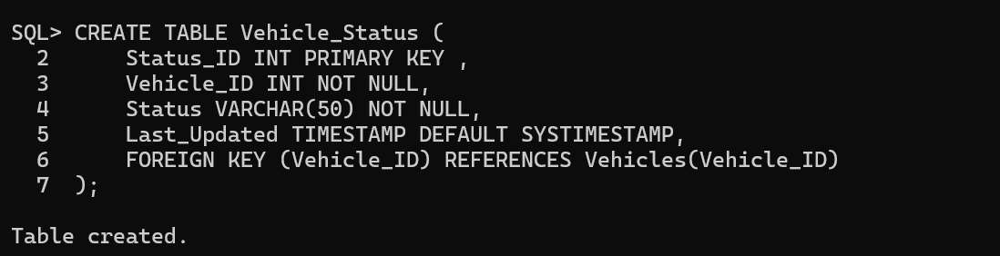 SQL> CREATE TABLE Vehicle_Status (
  2     Status_ID INT PRIMARY KEY ,
  3     Vehicle_ID INT NOT NULL,
  4     Status VARCHAR(50) NOT NULL,
  5     Last_Updated TIMESTAMP DEFAULT SYSTIMESTAMP,
  6     FOREIGN KEY (Vehicle_ID) REFERENCES Vehicles(Vehicle_ID)
  7  );
Table created.